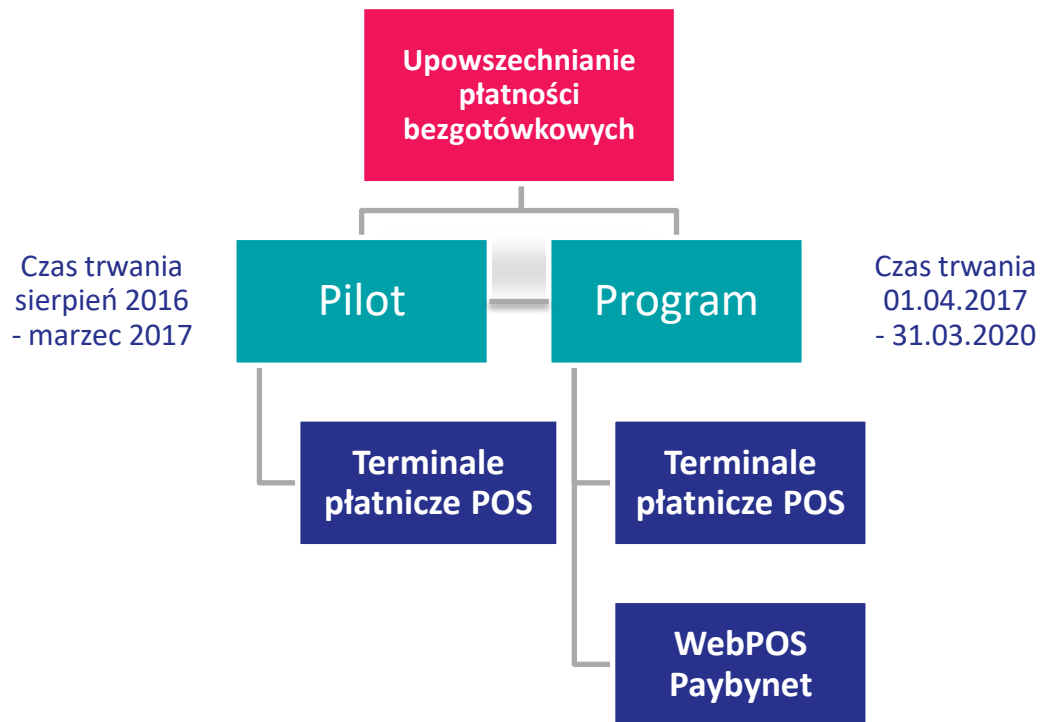 Upowszechnianie
płatności
bezgotówkowych
Czas trwania
sierpień 2016
- marzec 2017
Pilot
Program
Czas trwania
01.04.2017
- 31.03.2020
Terminale
płatnicze POS
Terminale
płatnicze POS
WebPOS
Paybynet